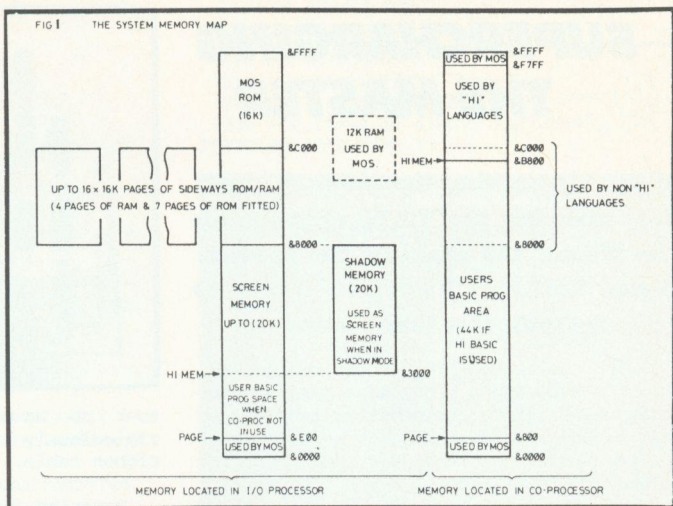 FIG 1 THE SYSTEM MEMORY MAP
&FFFF
MOS
ROM
(16K)
&C000
12K RAM
USED BY
MOS
UP TO 16 x 16K PAGES OF SIDEWAYS ROM/RAM
(4 PAGES OF RAM & 7 PAGES OF ROM FITTED)
&8000
SCREEN
MEMORY
UP TO (20K)
SHADOW
MEMORY
(20K)
USED AS
SCREEN
MEMORY
WHEN IN
SHADOW MODE
HI MEM
&3000
USER BASIC
PROG SPACE
WHEN
CO-PROC NOT
IN USE
PAGE
&E00
USED BY MOS
&0000
MEMORY LOCATED IN I/O PROCESSOR
&FFFF
USED BY MOS
&F7FF
USED BY
"HI"
LANGUAGES
&C000
HI MEM
&B800
USED BY NON "HI"
LANGUAGES
&8000
USERS
BASIC PROG
AREA
(44K IF
HI BASIC
IS USED)
PAGE
&800
USED BY MOS
&0000
MEMORY LOCATED IN CO-PROCESSOR